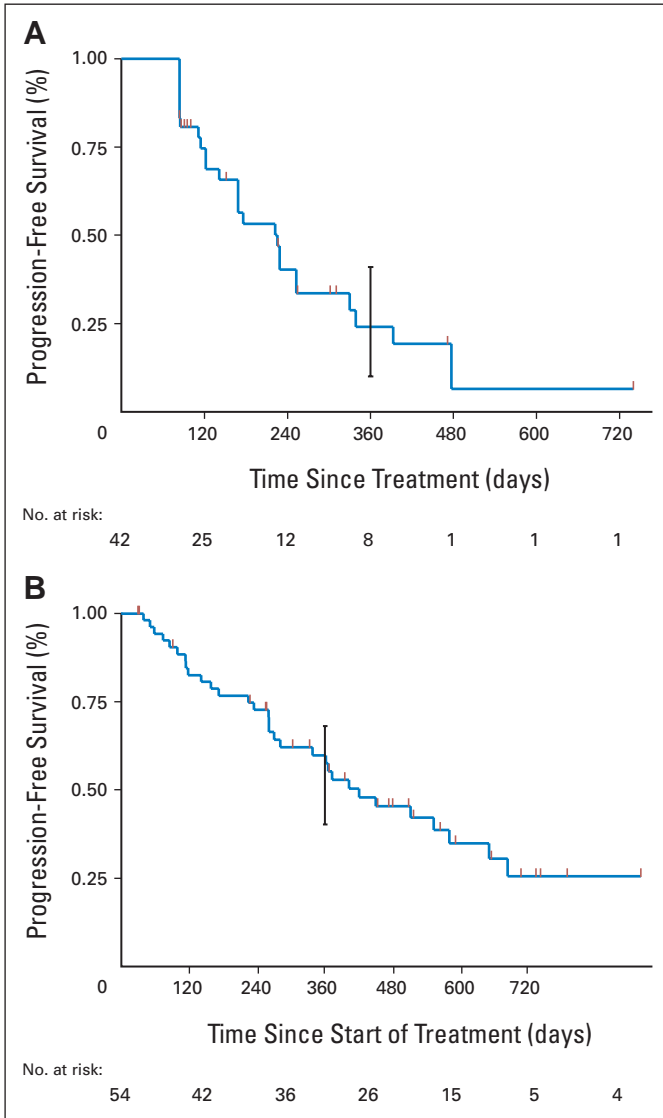 A
1.00
0.75
0.50
0.25
0
Progression-Free Survival (%)
120 240 360 480 600 720
Time Since Treatment (days)
No. at risk:
42 25 12 8 1 1 1
B
1.00
0.75
0.50
0.25
0
Progression-Free Survival (%)
120 240 360 480 600 720
Time Since Start of Treatment (days)
No. at risk:
54 42 36 26 15 5 4